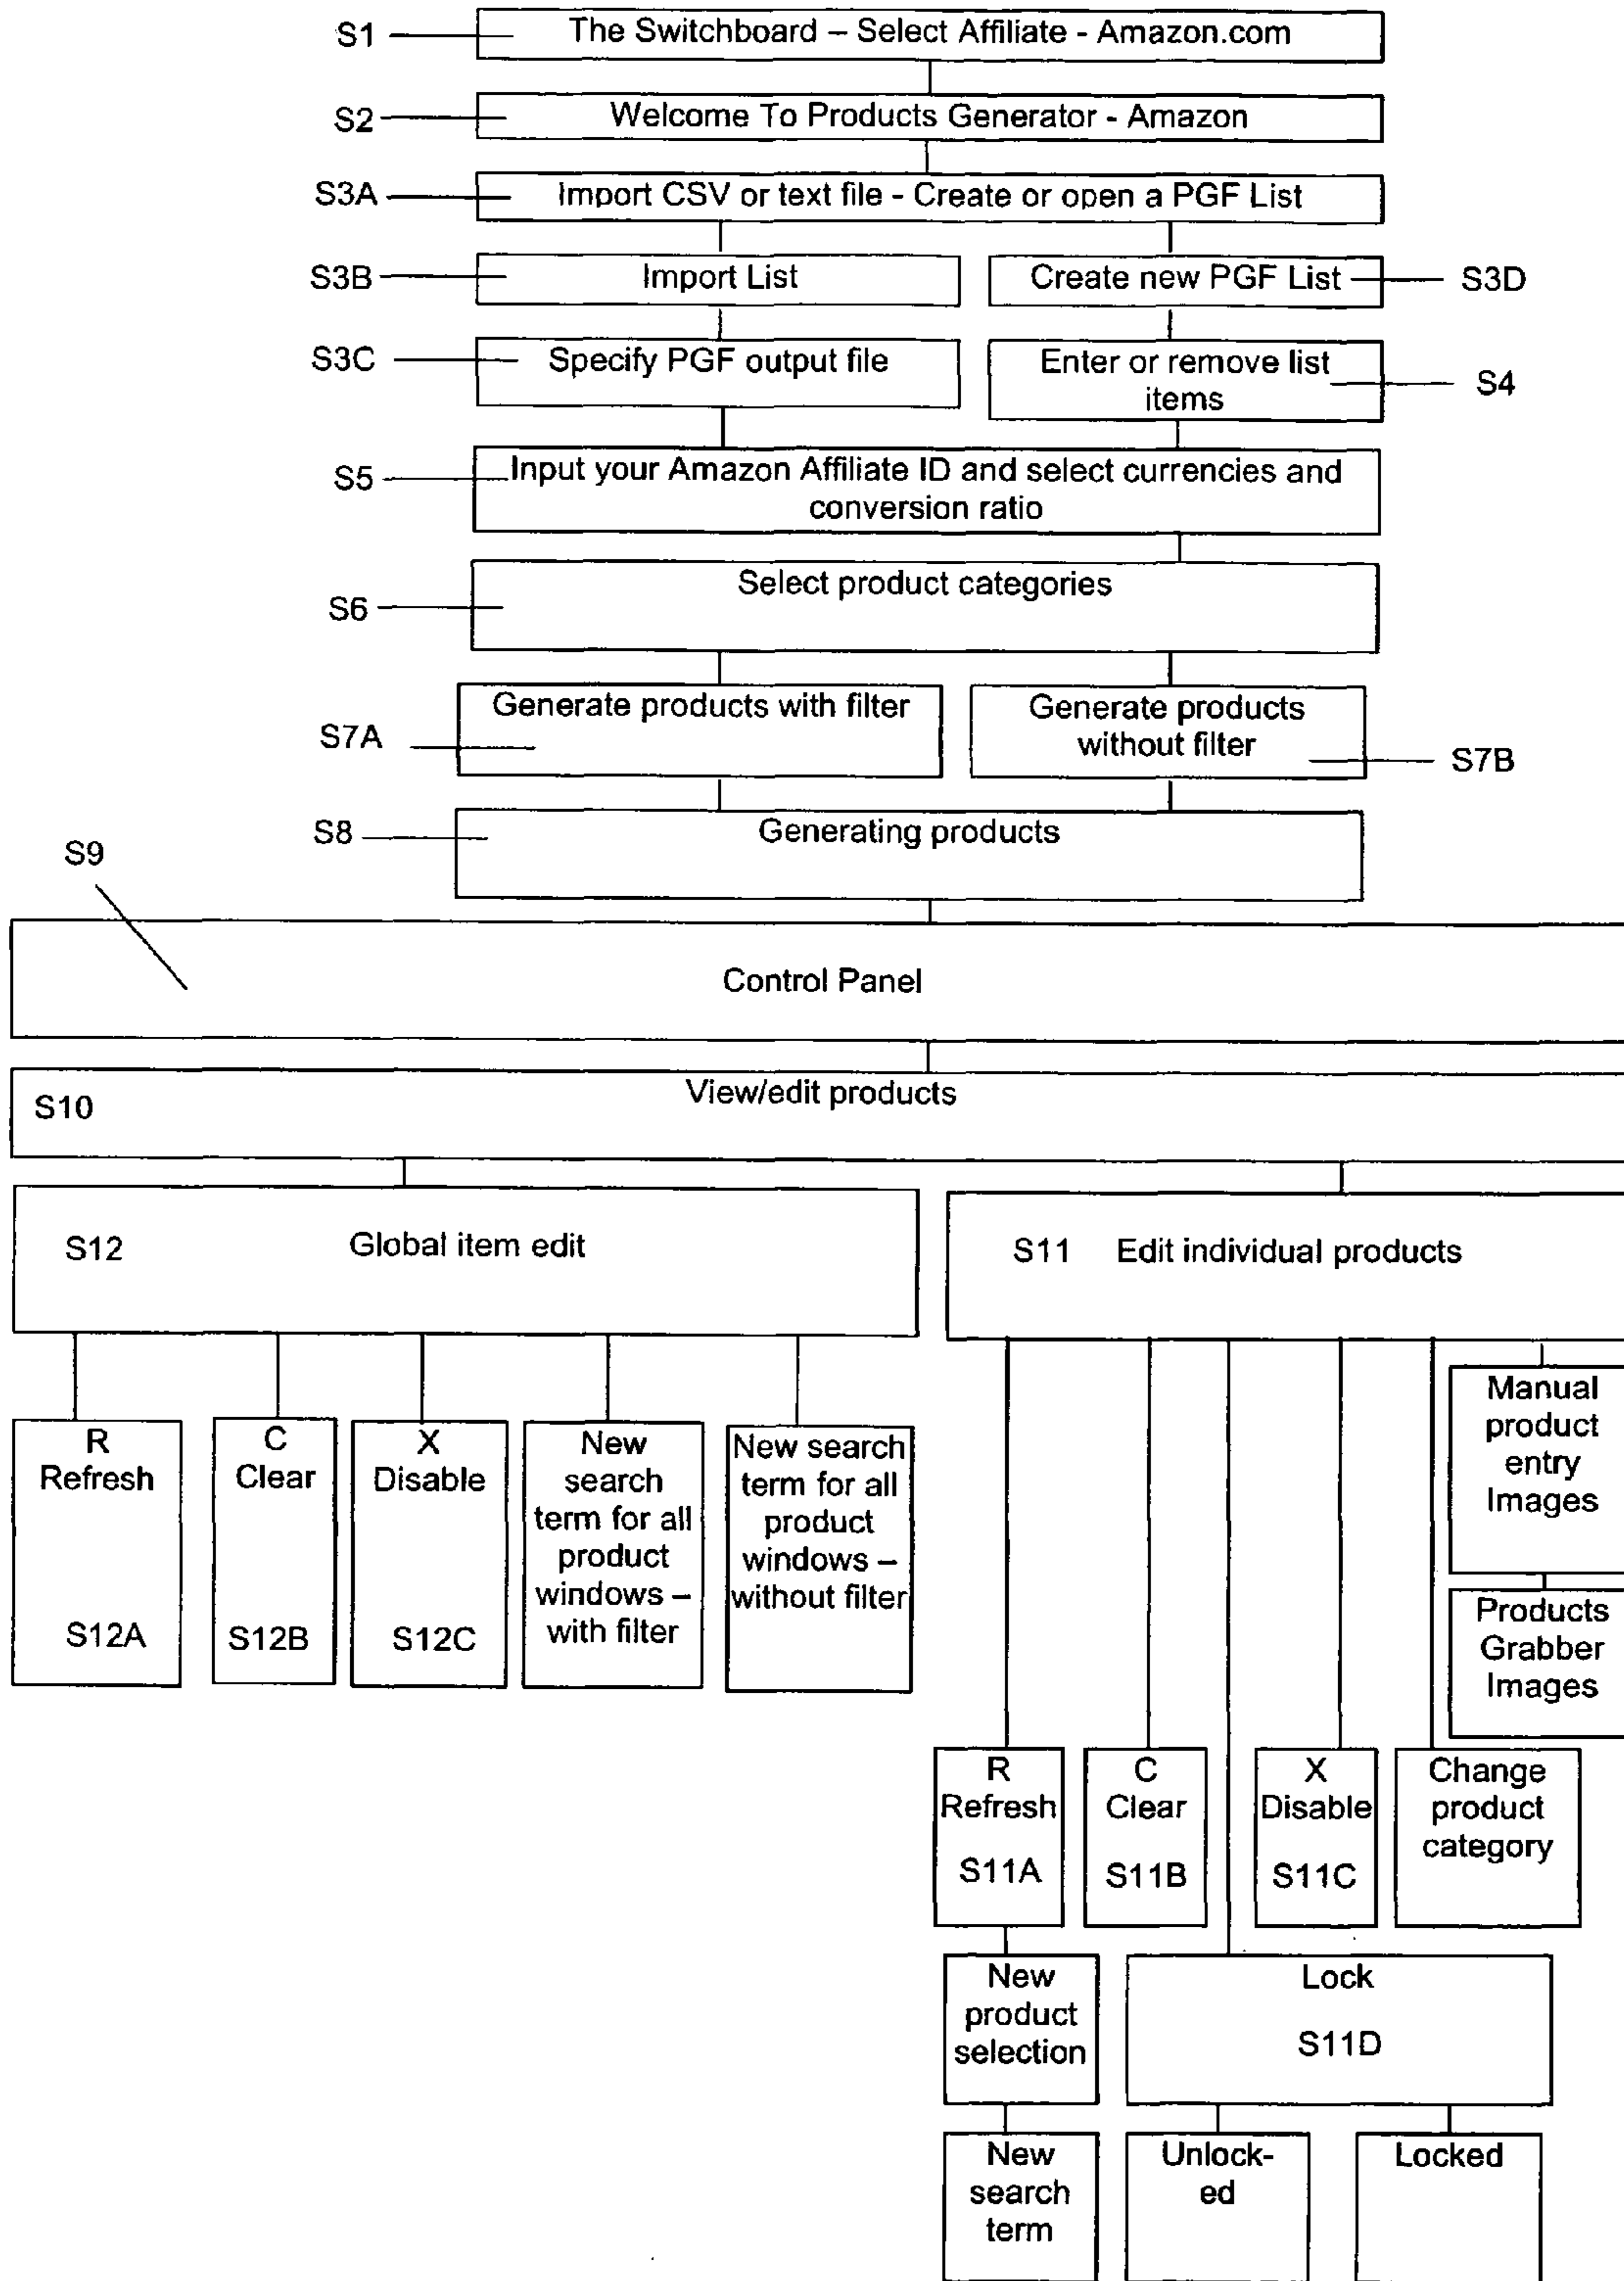 S1
The Switchboard – Select Affiliate - Amazon.com
S2
Welcome To Products Generator - Amazon
S3A
Import CSV or text file - Create or open a PGF List
S3B
Import List
Create new PGF List
S3D
S3C
Specify PGF output file
Enter or remove list
items
S4
S5
Input your Amazon Affiliate ID and select currencies and
conversion ratio
S6
Select product categories
S7A
Generate products with filter
Generate products
without filter
S7B
S8
Generating products
S9
Control Panel
S10
View/edit products
S12
Global item edit
S11
Edit individual products
R
Refresh
S12A
C
Clear
S12B
X
Disable
S12C
New
search
term for all
product
windows –
with filter
New search
term for all
product
windows –
without filter
Manual
product
entry
Images
Products
Grabber
Images
R
Refresh
S11A
C
Clear
S11B
X
Disable
S11C
Change
product
category
New
product
selection
Lock
S11D
New
search
term
Unlock-
ed
Locked